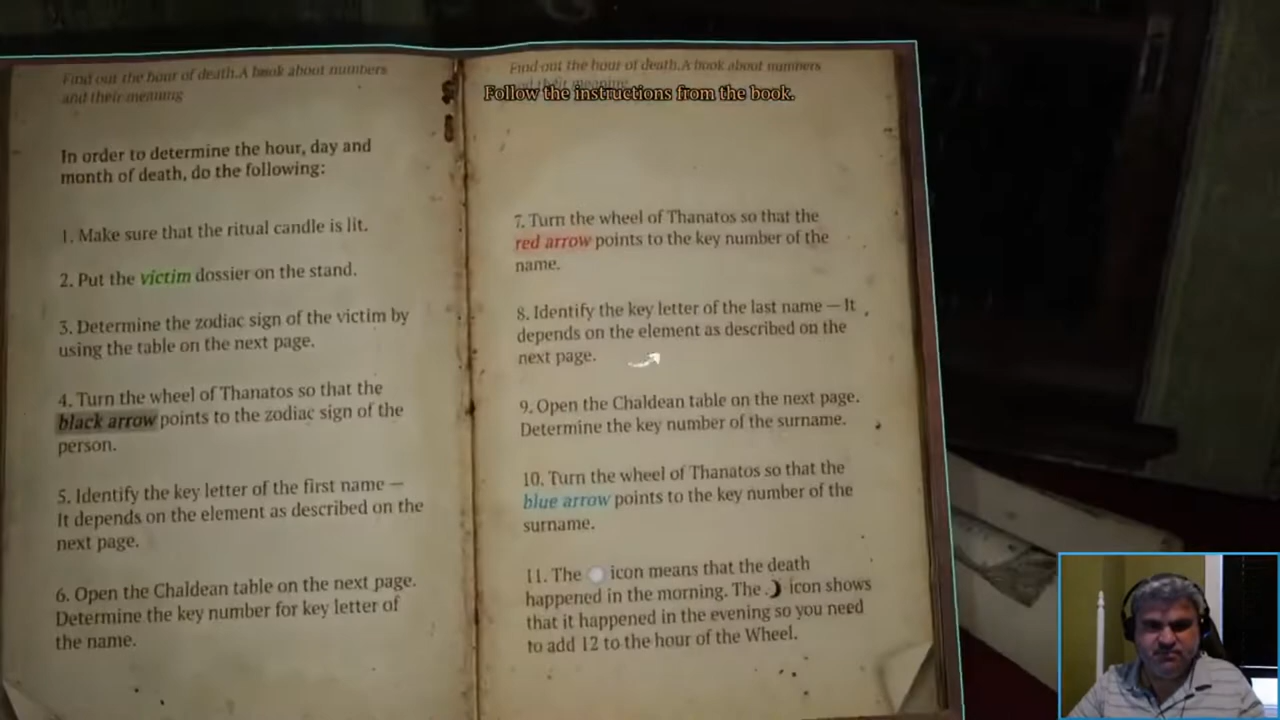 Find out the hour of death.A book about numbers
and their meaning
In order to determine the hour, day and
month of death, do the following:
1. Make sure that the ritual candle is lit.
2. Put the victim dossier on the stand.
3. Determine the zodiac sign of the victim by
using the table on the next page.
4. Turn the wheel of Thanatos so that the
black arrow points to the zodiac sign of the
person.
5. Identify the key letter of the first name —
It depends on the element as described on the
next page.
6. Open the Chaldean table on the next page.
Determine the key number for key letter of
the name.
Find out the hour of death.A book about numbers
and their meaning
Follow the instructions from the book.
7. Turn the wheel of Thanatos so that the
red arrow points to the key number of the
name.
8. Identify the key letter of the last name — It
depends on the element as described on the
next page.
9. Open the Chaldean table on the next page.
Determine the key number of the surname.
10. Turn the wheel of Thanatos so that the
blue arrow points to the key number of the
surname.
11. The icon means that the death
happened in the morning. The icon shows
that it happened in the evening so you need
to add 12 to the hour of the Wheel.